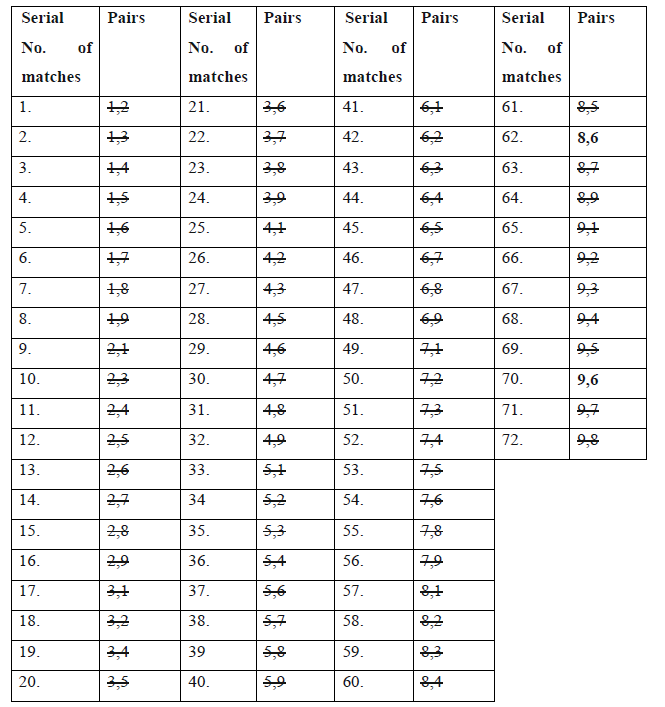 Serial No. of matches Pairs Serial No. of matches Pairs Serial No. of matches Pairs Serial No. of matches Pairs
1. 1,2 21. 3,6 41. 6,1 61. 8,5
2. 1,3 22. 3,7 42. 6,2 62. 8,6
3. 1,4 23. 3,8 43. 6,3 63. 8,7
4. 1,5 24. 3,9 44. 6,4 64. 8,9
5. 1,6 25. 4,1 45. 6,5 65. 9,1
6. 1,7 26. 4,2 46. 6,7 66. 9,2
7. 1,8 27. 4,3 47. 6,8 67. 9,3
8. 1,9 28. 4,5 48. 6,9 68. 9,4
9. 2,1 29. 4,6 49. 7,1 69. 9,5
10. 2,3 30. 4,7 50. 7,2 70. 9,6
11. 2,4 31. 4,8 51. 7,3 71. 9,7
12. 2,5 32. 4,9 52. 7,4 72. 9,8
13. 2,6 33. 5,1 53. 7,5
14. 2,7 34 5,2 54. 7,6
15. 2,8 35. 5,3 55. 7,8
16. 2,9 36. 5,4 56. 7,9
17. 3,1 37. 5,6 57. 8,1
18. 3,2 38. 5,7 58. 8,2
19. 3,4 39 5,8 59. 8,3
20. 3,5 40. 5,9 60. 8,4